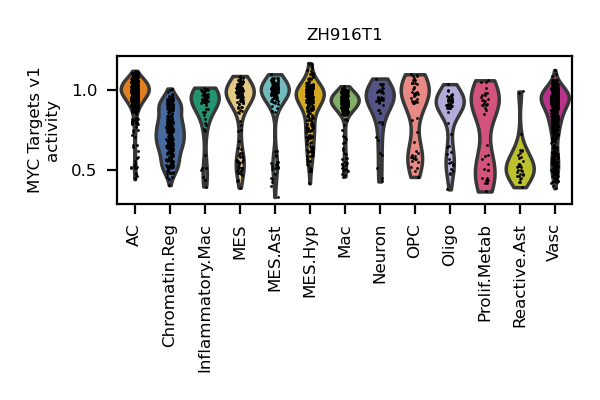 ZH916T1
MYC Targets v1
activity
1.0
0.5
AC
Chromatin.Reg
Inflammatory.Mac
MES
MES.Ast
MES.Hyp
Mac
Neuron
OPC
Oligo
Prolif.Metab
Reactive.Ast
Vasc